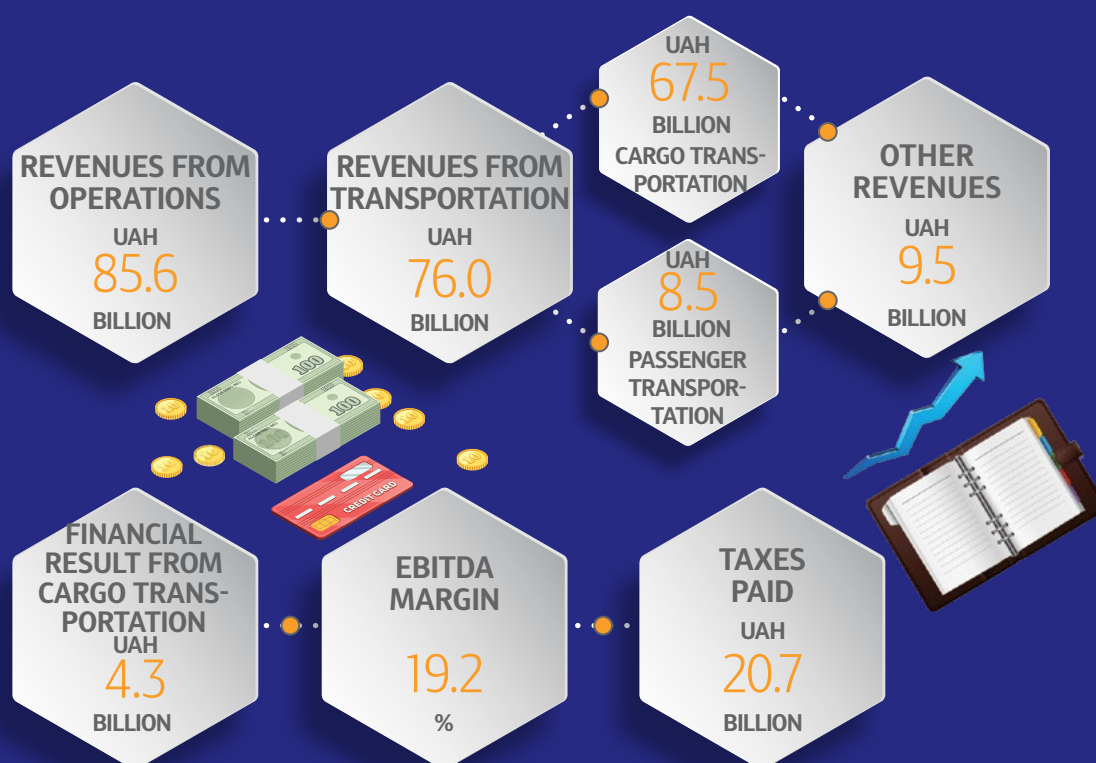 REVENUES FROM
OPERATIONS
UAH
85.6
BILLION
REVENUES FROM
TRANSPORTATION
UAH
76.0
BILLION
UAH
67.5
BILLION
CARGO TRANS-
PORTATION
UAH
8.5
BILLION
PASSENGER
TRANSPOR-
TATION
OTHER
REVENUES
UAH
9.5
BILLION
100
100
CREDIT CARD
FINANCIAL
RESULT FROM
CARGO TRANS-
PORTATION
UAH
4.3
BILLION
EBITDA
MARGIN
19.2
%
TAXES
PAID
UAH
20.7
BILLION